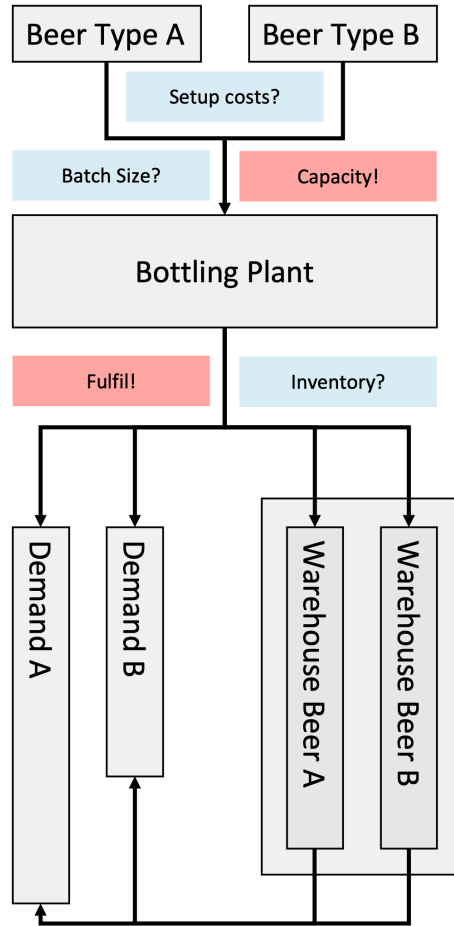 Beer Type A
Beer Type B
Setup costs?
Batch Size?
Capacity!
Bottling Plant
Fulfil!
Inventory?
Demand A
Demand B
Warehouse Beer A
Warehouse Beer B